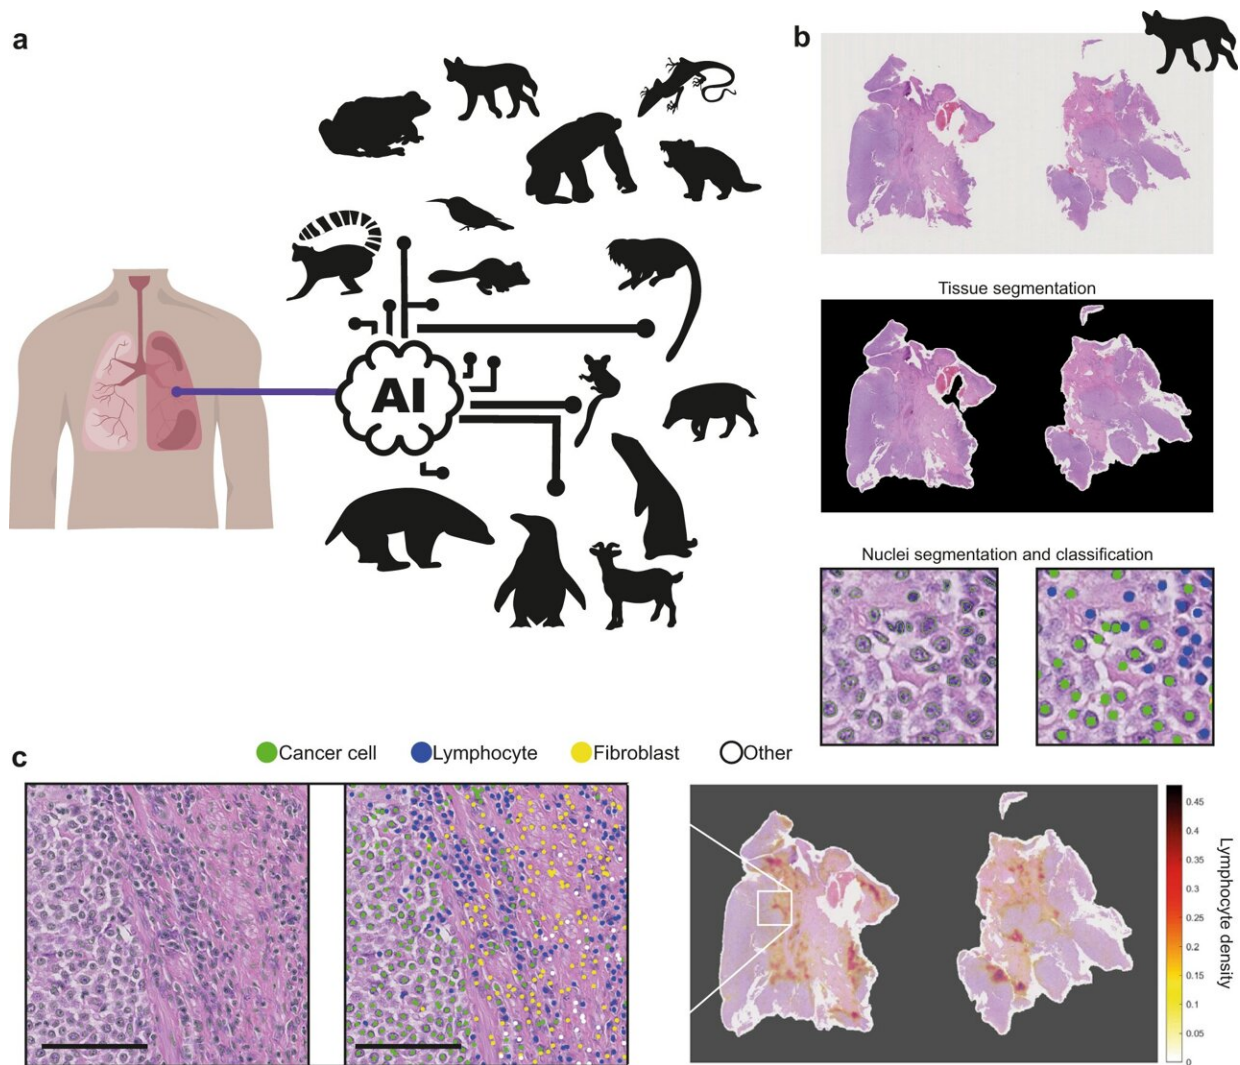 a
b
AI
Tissue segmentation
Nuclei segmentation and classification
c
Cancer cell
Lymphocyte
Fibroblast
Other
0.45
0.4
0.35
0.3
0.25
0.2
0.15
0.1
0.05
0
Lymphocyte density